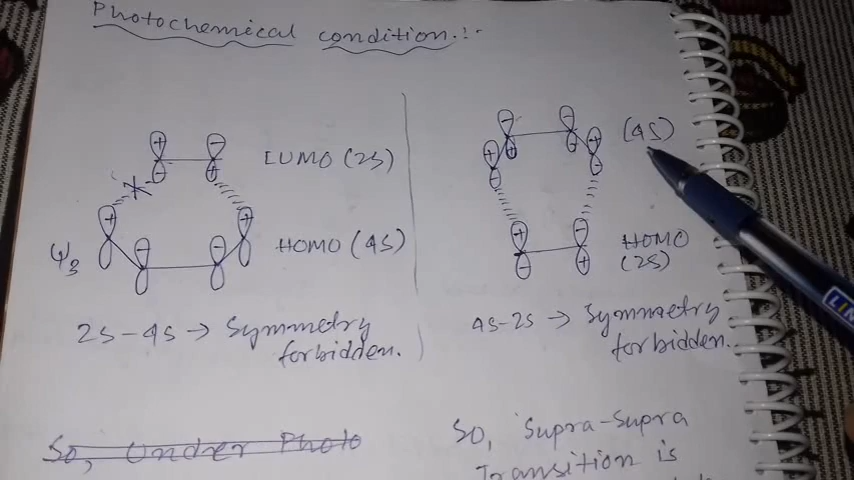 Photochemical condition :-
LUMO (2S)
ψ3
HOMO (4S)
2S-4S → Symmetry
forbidden.
(4S)
HOMO
(2S)
4S-2S → Symmetry
forbidden.
So, Under Photo
So, Supra-Supra
Transition is
LIN